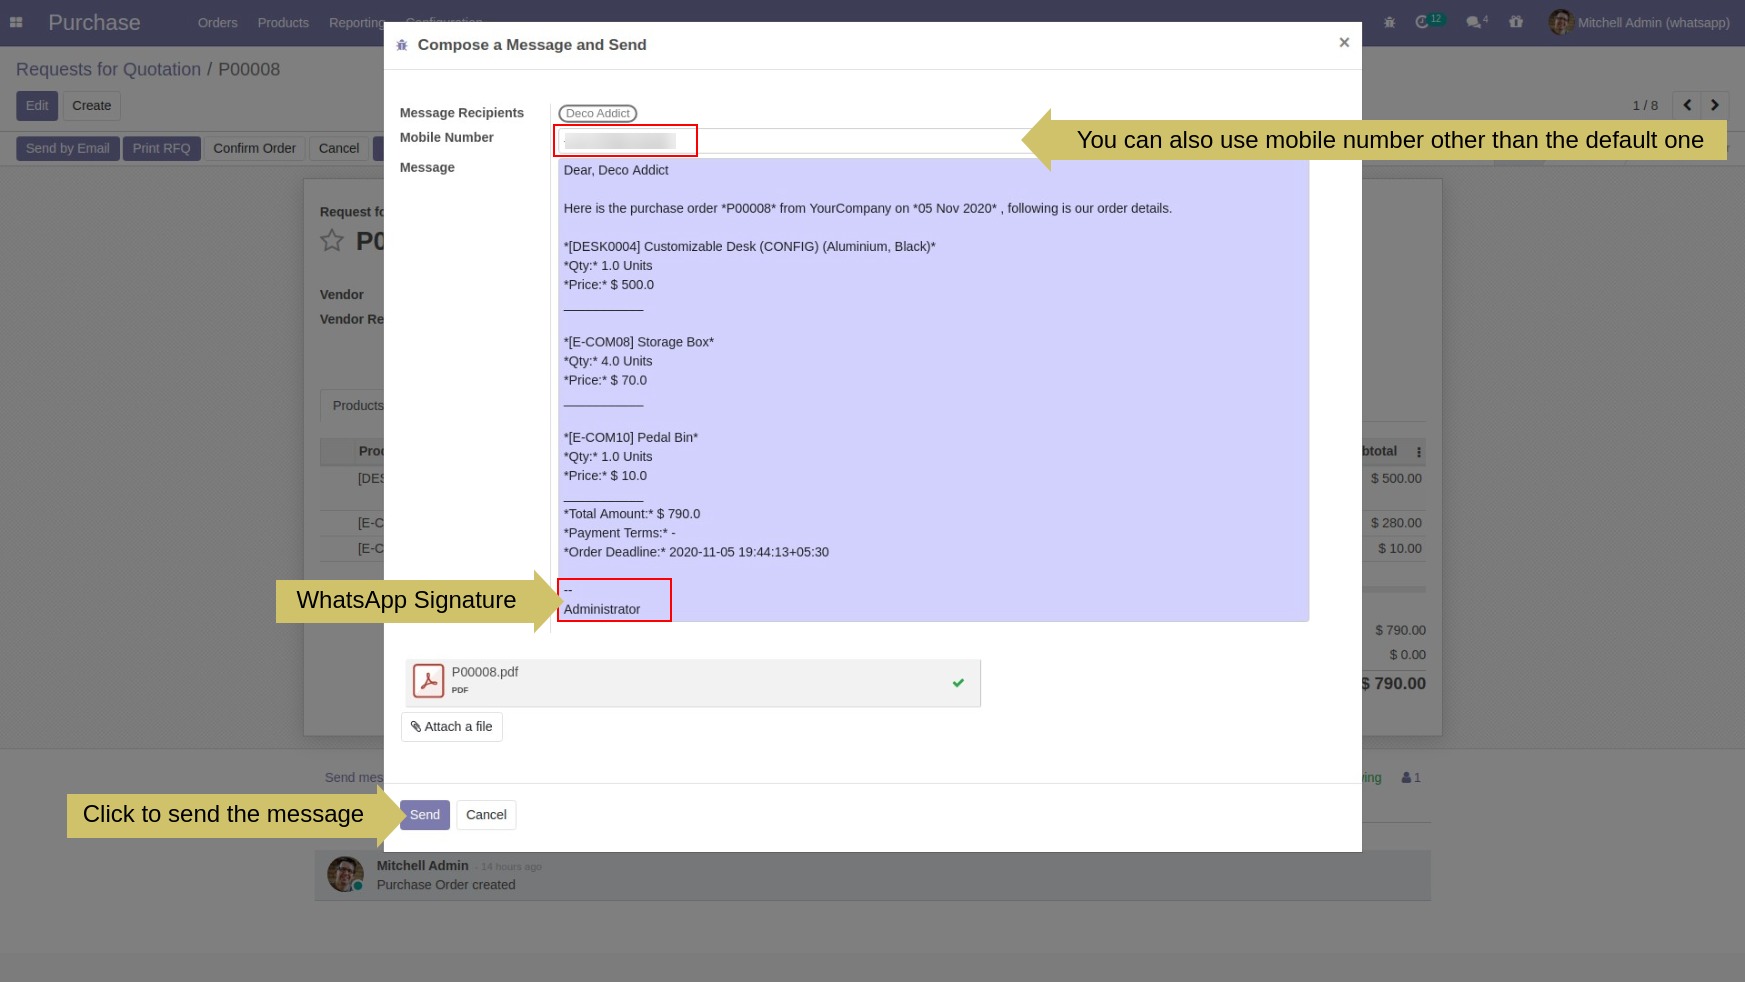 Purchase
Orders
Products
Reporting
12
4
Mitchell Admin (whatsapp)
Compose a Message and Send
×
Requests for Quotation / P00008
Edit
Create
1 / 8
Message Recipients
Deco Addict
Mobile Number
You can also use mobile number other than the default one
Send by Email
Print RFQ
Confirm Order
Cancel
Message
Dear, Deco Addict
Here is the purchase order *P00008* from YourCompany on *05 Nov 2020* , following is our order details.
Request fo
P0
*[DESK0004] Customizable Desk (CONFIG) (Aluminium, Black)*
*Qty:* 1.0 Units
*Price:* $ 500.0
Vendor
Vendor Re
*[E-COM08] Storage Box*
*Qty:* 4.0 Units
*Price:* $ 70.0
Products
*[E-COM10] Pedal Bin*
*Qty:* 1.0 Units
*Price:* $ 10.0
Prod
btotal
[DES
$ 500.00
*Total Amount:* $ 790.0
[E-C
$ 280.00
*Payment Terms:* -
*Order Deadline:* 2020-11-05 19:44:13+05:30
[E-C
$ 10.00
--
Administrator
WhatsApp Signature
$ 790.00
$ 0.00
$ 790.00
P00008.pdf
PDF
Attach a file
Send mes
ing
1
Click to send the message
Send
Cancel
Mitchell Admin - 14 hours ago
Purchase Order created